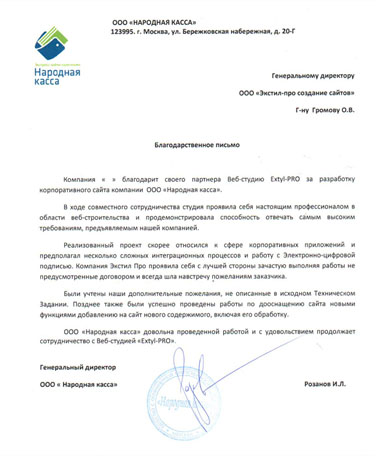 ООО «НАРОДНАЯ КАССА»
123995. г. Москва, ул. Бережковская набережная, д. 20-Г
Народная
касса
Генеральному директору
ООО «Экстил-про создание сайтов»
Г-ну Громову О.В.
Благодарственное письмо
Компания « » благодарит своего партнера Веб-студию Extyl-PRO за разработку
корпоративного сайта компании ООО «Народная касса».
В ходе совместного сотрудничества студия проявила себя настоящим профессионалом в
области веб-строительства и продемонстрировала способность отвечать самым высоким
требованиям, предъявляемым нашей компанией.
Реализованный проект скорее относился к сфере корпоративных приложений и
предполагал несколько сложных интеграционных процессов и работу с Электронно-цифровой
подписью. Компания Экстил Про проявила себя с лучшей стороны зачастую выполняя работы не
предусмотренные договором и всегда шла навстречу пожеланиям заказчика.
Были учтены наши дополнительные пожелания, не описанные в исходном Техническом
Задании. Позднее также были успешно проведены работы по дооснащению сайта новыми
функциями добавлению на сайт нового содержимого, включая его обработку.
ООО «Народная касса» довольна проведенной работой и с удовольствием продолжает
сотрудничество с Веб-студией «Extyl-PRO».
Генеральный директор
ООО « Народная касса»
Розанов И.Л.